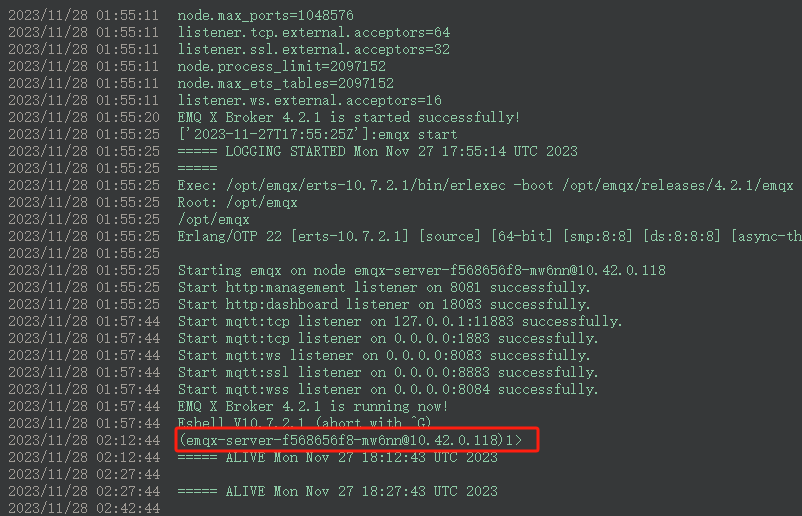 2023/11/28 01:55:11 node.max_ports=1048576
2023/11/28 01:55:11 listener.tcp.external.acceptors=64
2023/11/28 01:55:11 listener.ssl.external.acceptors=32
2023/11/28 01:55:11 node.process_limit=2097152
2023/11/28 01:55:11 node.max_ets_tables=2097152
2023/11/28 01:55:11 listener.ws.external.acceptors=16
2023/11/28 01:55:20 EMQ X Broker 4.2.1 is started successfully!
2023/11/28 01:55:25 ['2023-11-27T17:55:25Z']:emqx start
2023/11/28 01:55:25 ===== LOGGING STARTED Mon Nov 27 17:55:14 UTC 2023
2023/11/28 01:55:25 =====
2023/11/28 01:55:25 Exec: /opt/emqx/erts-10.7.2.1/bin/erlexec -boot /opt/emqx/releases/4.2.1/emqx
2023/11/28 01:55:25 Root: /opt/emqx
2023/11/28 01:55:25 /opt/emqx
2023/11/28 01:55:25 Erlang/OTP 22 [erts-10.7.2.1] [source] [64-bit] [smp:8:8] [ds:8:8:8] [async-th
2023/11/28 01:55:25
2023/11/28 01:55:25 Starting emqx on node emqx-server-f568656f8-mw6nn@10.42.0.118
2023/11/28 01:55:25 Start http:management listener on 8081 successfully.
2023/11/28 01:55:25 Start http:dashboard listener on 18083 successfully.
2023/11/28 01:57:44 Start mqtt:tcp listener on 127.0.0.1:11883 successfully.
2023/11/28 01:57:44 Start mqtt:tcp listener on 0.0.0.0:1883 successfully.
2023/11/28 01:57:44 Start mqtt:ws listener on 0.0.0.0:8083 successfully.
2023/11/28 01:57:44 Start mqtt:ssl listener on 0.0.0.0:8883 successfully.
2023/11/28 01:57:44 Start mqtt:wss listener on 0.0.0.0:8084 successfully.
2023/11/28 01:57:44 EMQ X Broker 4.2.1 is running now!
2023/11/28 01:57:44 Eshell V10.7.2.1 (abort with ^G)
2023/11/28 02:12:44 (emqx-server-f568656f8-mw6nn@10.42.0.118)1>
2023/11/28 02:12:44 ===== ALIVE Mon Nov 27 18:12:43 UTC 2023
2023/11/28 02:27:44
2023/11/28 02:27:44 ===== ALIVE Mon Nov 27 18:27:43 UTC 2023
2023/11/28 02:42:44